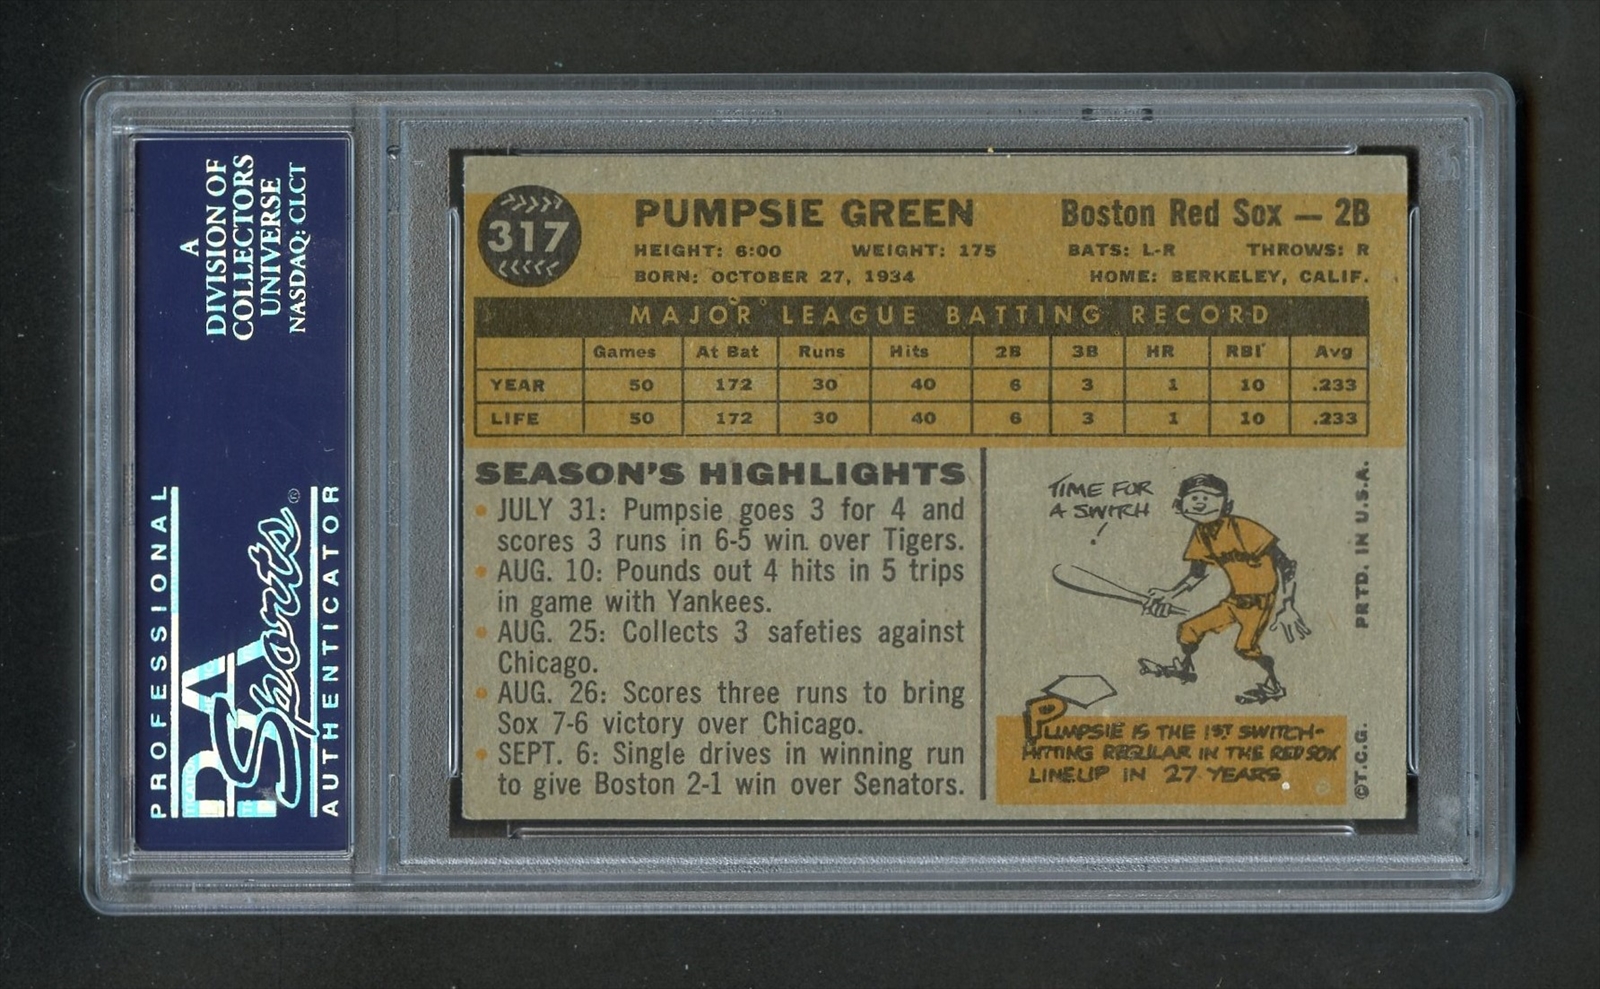 A
DIVISION OF
COLLECTORS
UNIVERSE
NASDAQ: CLCT
PROFESSIONAL
PSA
Sports
©
AUTHENTICATOR
317
PUMPSIE GREEN
Boston Red Sox — 2B
HEIGHT: 6:00 WEIGHT: 175 BATS: L-R THROWS: R
BORN: OCTOBER 27, 1934 HOME: BERKELEY, CALIF.
MAJOR LEAGUE BATTING RECORD
Games At Bat Runs Hits 2B 3B HR RBI Avg
YEAR 50 172 30 40 6 3 1 10 .233
LIFE 50 172 30 40 6 3 1 10 .233
SEASON'S HIGHLIGHTS
• JULY 31: Pumpsie goes 3 for 4 and
scores 3 runs in 6-5 win over Tigers.
• AUG. 10: Pounds out 4 hits in 5 trips
in game with Yankees.
• AUG. 25: Collects 3 safeties against
Chicago.
• AUG. 26: Scores three runs to bring
Sox 7-6 victory over Chicago.
• SEPT. 6: Single drives in winning run
to give Boston 2-1 win over Senators.
TIME FOR
A SWITCH
!
PUMPSIE IS THE 1ST SWITCH-
HITTING REGULAR IN THE RED SOX
LINEUP IN 27 YEARS
©T.C.G. PRTD. IN U.S.A.